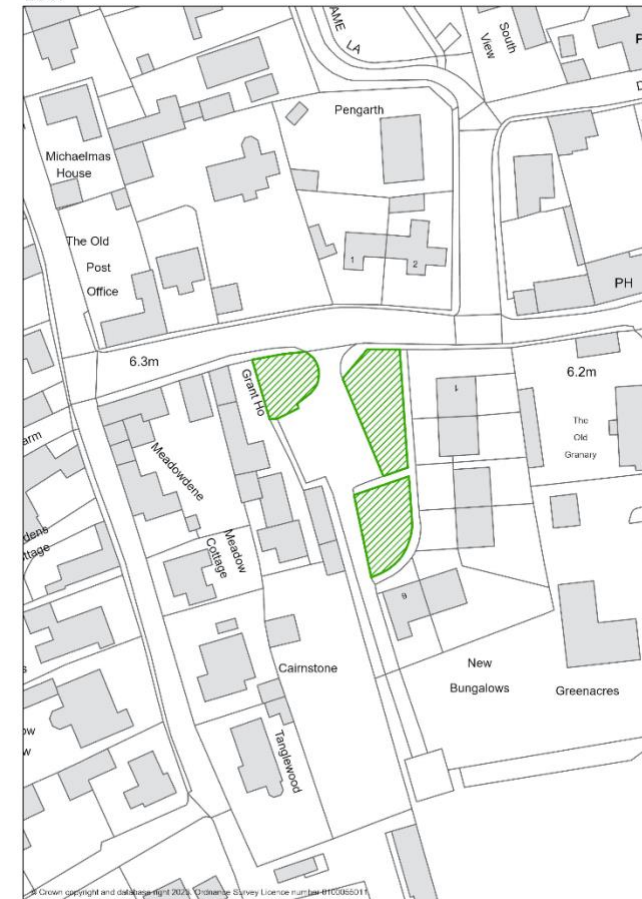 LA
South
View
Pengarth
Michaelmas
House
1
2
The Old
Post
Office
PH
6.3m
6.2m
Grant Ho
1
The
Old
Granary
Meadowdene
Meadow
Cottage
8
Cairnstone
New
Bungalows
Greenacres
Tanglewood
© Crown copyright and database right 2023. Ordnance Survey Licence number